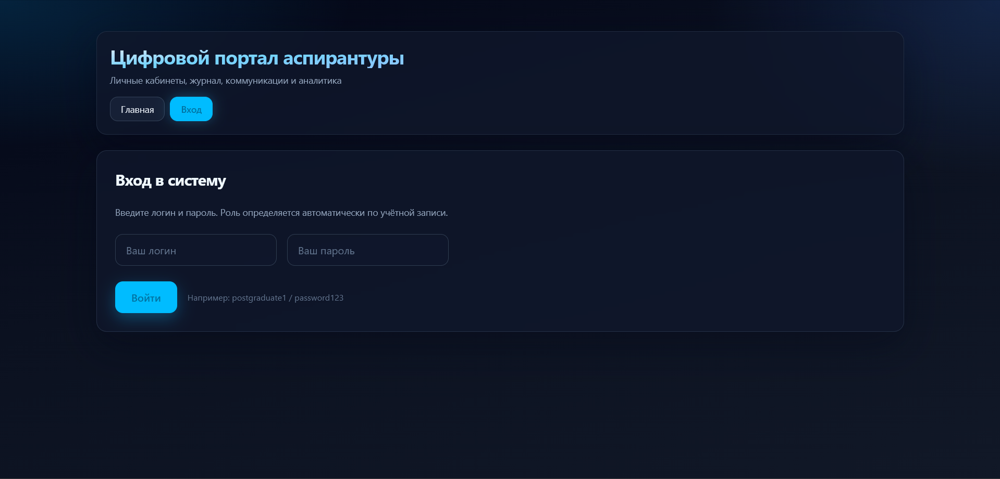 Цифровой портал аспирантуры
Личные кабинеты, журнал, коммуникации и аналитика
Главная Вход
Вход в систему
Введите логин и пароль. Роль определяется автоматически по учётной записи.
Ваш логин Ваш пароль
Войти Например: postgraduate1 / password123